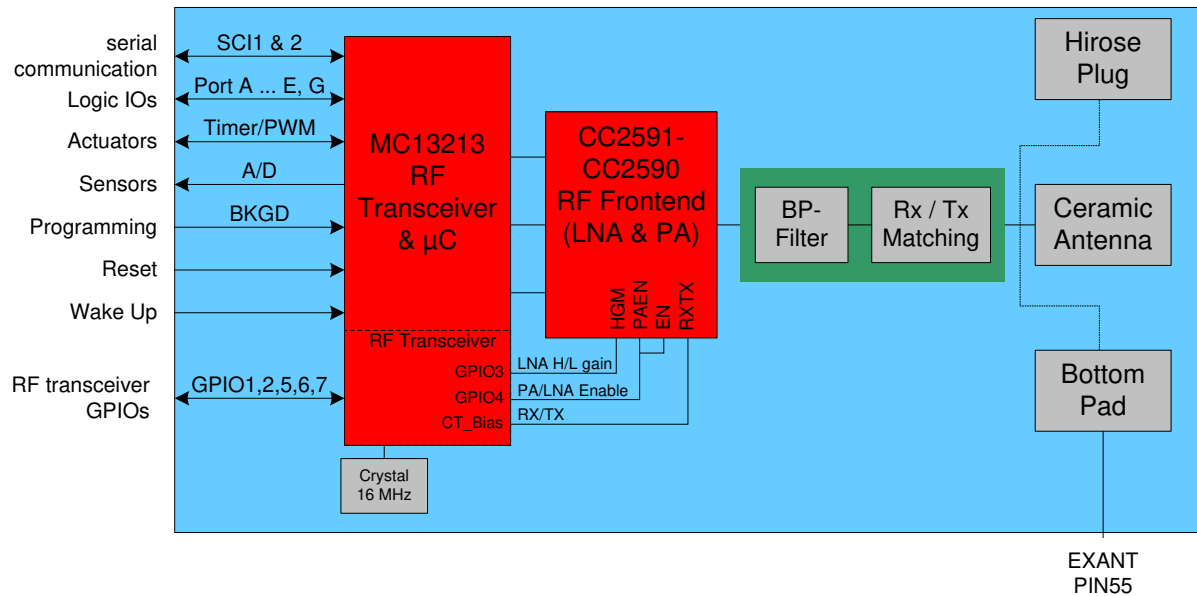 serial
communication
SCI1 & 2
Logic IOs
Port A ... E, G
Actuators
Timer/PWM
Sensors
A/D
Programming
BKGD
Reset
Wake Up
RF transceiver
GPIOs
GPIO1,2,5,6,7
MC13213
RF
Transceiver
& µC
RF Transceiver
GPIO3
GPIO4
CT_Bias
LNA H/L gain
PA/LNA Enable
RX/TX
Crystal
16 MHz
CC2591-
CC2590
RF Frontend
(LNA & PA)
HGM
PAEN
EN
RXTX
BP-
Filter
Rx / Tx
Matching
Hirose
Plug
Ceramic
Antenna
Bottom
Pad
EXANT
PIN55